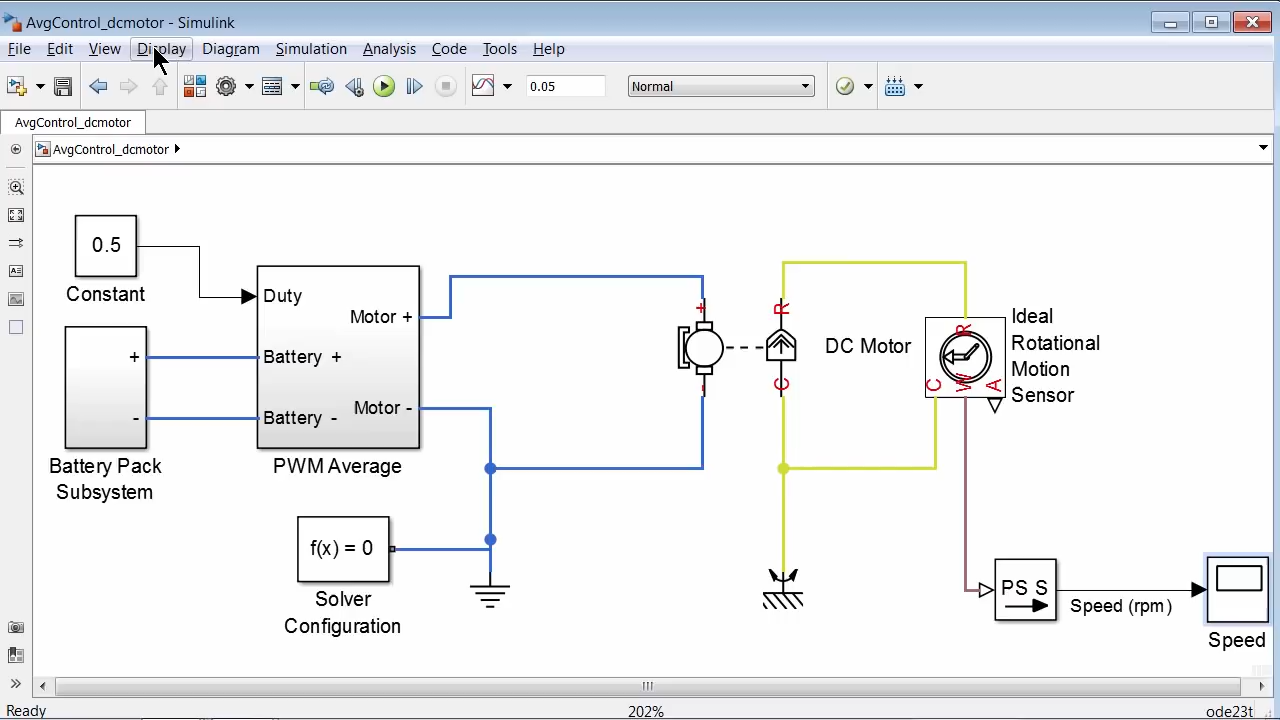 AvgControl_dcmotor - Simulink
File Edit View Display Diagram Simulation Analysis Code Tools Help
0.05
Normal
AvgControl_dcmotor
AvgControl_dcmotor
0.5
Constant
Duty
Motor +
Battery +
Motor -
Battery -
PWM Average
+
-
Battery Pack
Subsystem
f(x) = 0
Solver
Configuration
+
-
R
C
DC Motor
R
C
W
A
Ideal
Rotational
Motion
Sensor
PS S
Speed (rpm)
Speed
Ready
202%
ode23t